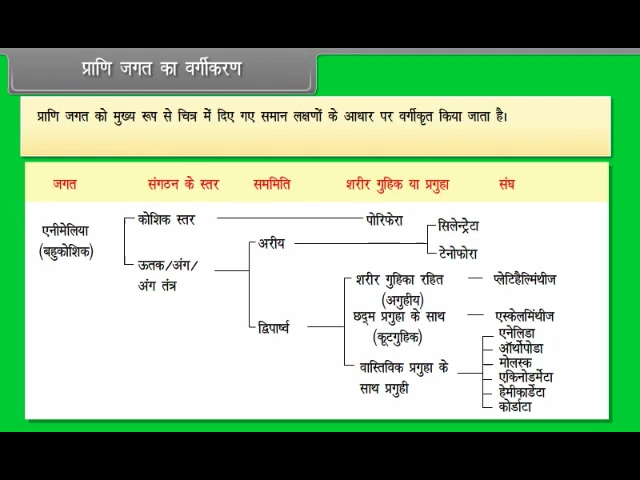 प्राणि जगत का वर्गीकरण
प्राणि जगत को मुख्य रूप से चित्र में दिए गए समान लक्षणों के आधार पर वर्गीकृत किया जाता है।
जगत संगठन के स्तर सममिति शरीर गुहिक या प्रगुहा संघ
एनीमेलिया
(बहुकोशिक)
कोशिक स्तर
पोरिफेरा
ऊतक/अंग/
अंग तंत्र
अरीय
सिलेन्ट्रेटा
टेनोफोरा
द्विपार्ष्व
शरीर गुहिका रहित
(अगुहीय)
प्लेटिहैल्मिंथीज
छद्म प्रगुहा के साथ
(कूटगुहिक)
एस्केलमिंथीज
वास्तिविक प्रगुहा के
साथ प्रगुही
एनेलिडा
ऑर्थोपोडा
मोलस्क
एकिनोडर्मेटा
हेमीकार्डेटा
कोर्डाटा